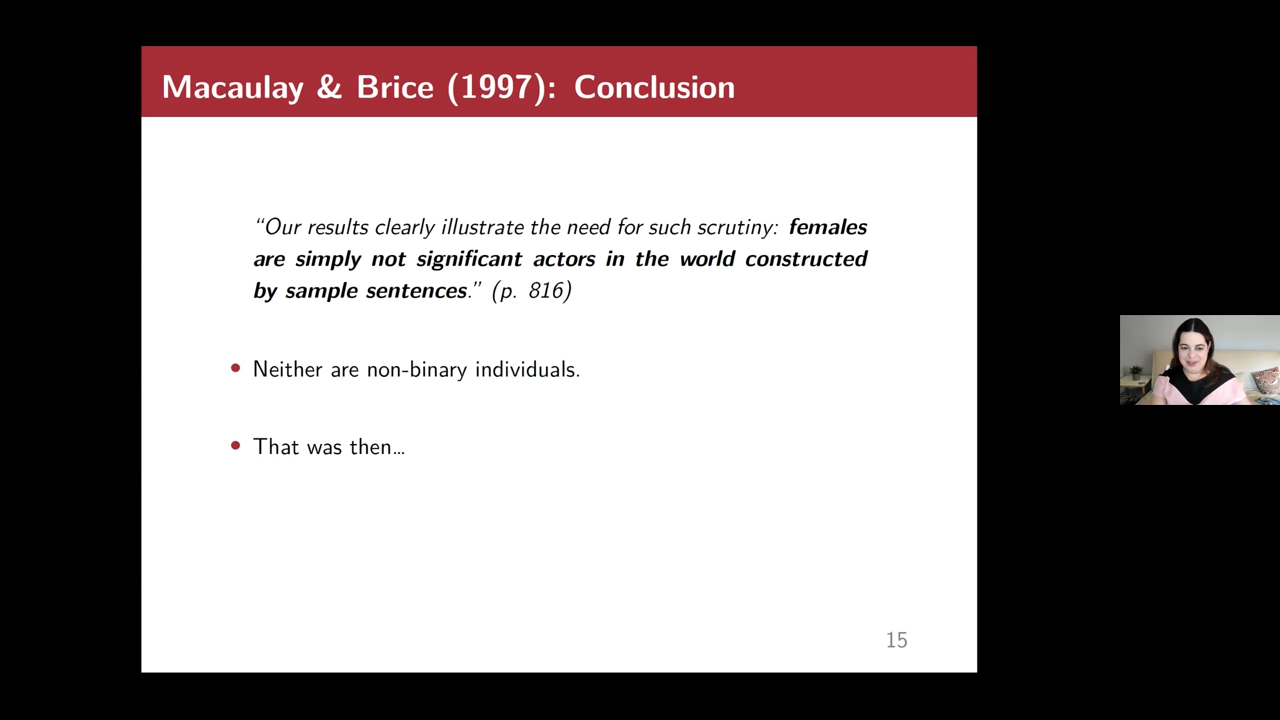 Macaulay & Brice (1997): Conclusion
“Our results clearly illustrate the need for such scrutiny: females
are simply not significant actors in the world constructed
by sample sentences.” (p. 816)
• Neither are non-binary individuals.
• That was then…
15